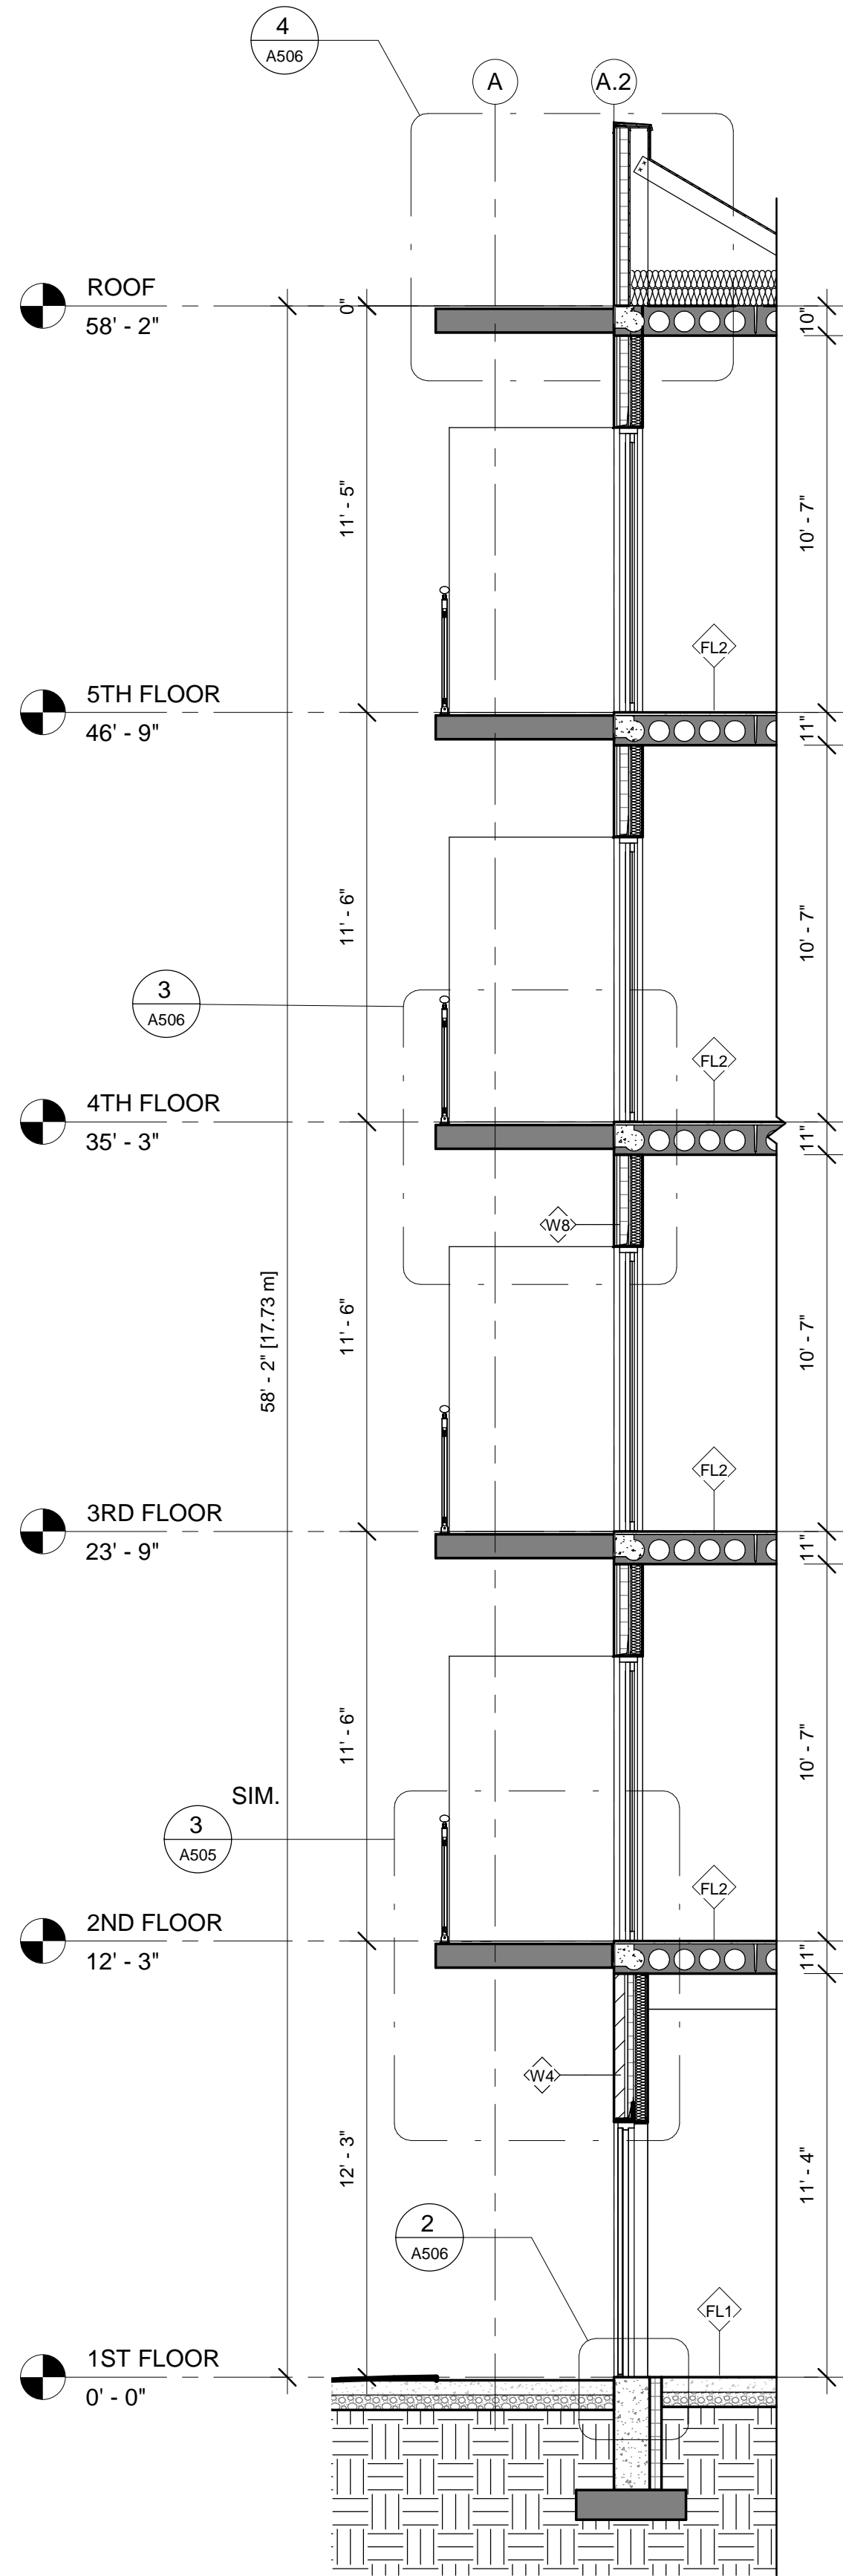 4
A506
A
A.2
ROOF
58' - 2"
0"
10"
11' - 5"
10' - 7"
FL2
5TH FLOOR
46' - 9"
11"
11' - 6"
10' - 7"
3
A506
FL2
4TH FLOOR
35' - 3"
11"
W8
58' - 2" [17.73 m]
11' - 6"
10' - 7"
FL2
3RD FLOOR
23' - 9"
11"
11' - 6"
10' - 7"
SIM.
3
A505
FL2
2ND FLOOR
12' - 3"
11"
W4
12' - 3"
11' - 4"
2
A506
FL1
1ST FLOOR
0' - 0"